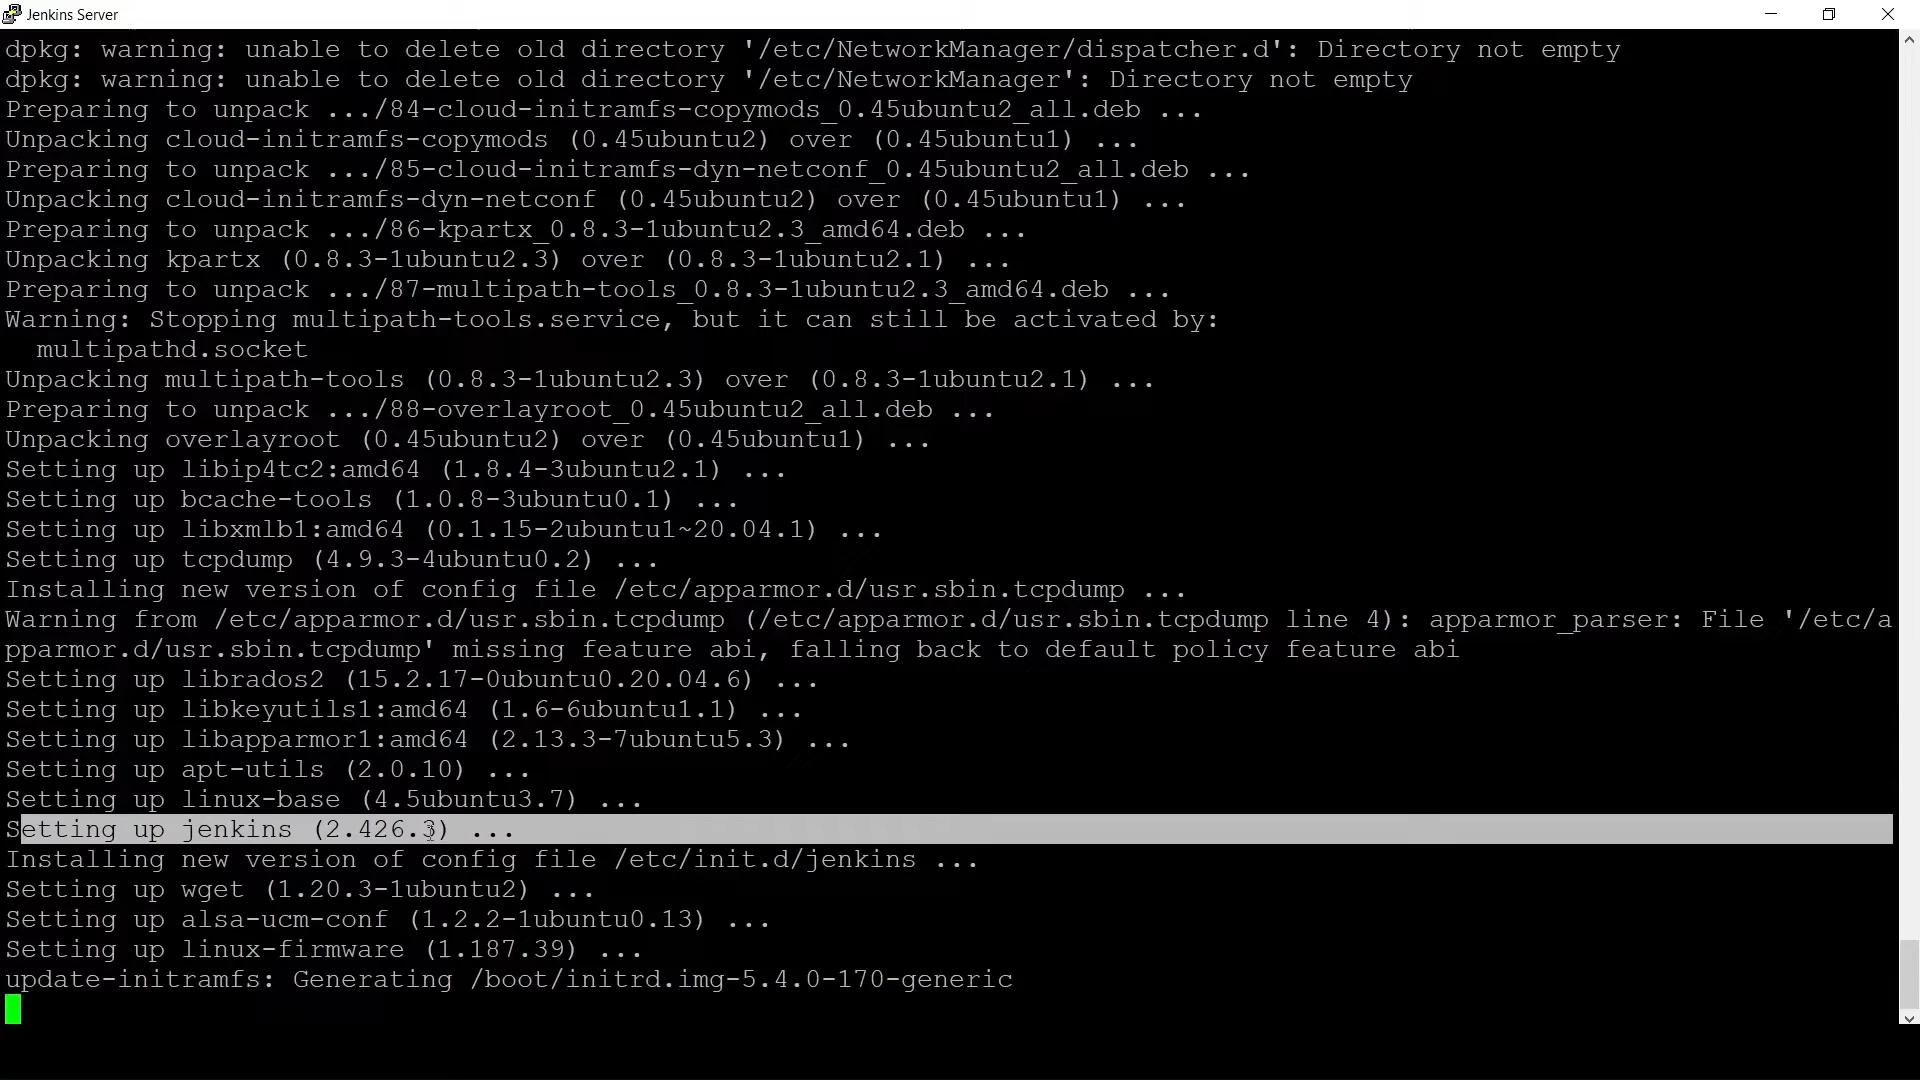 Jenkins Server
dpkg: warning: unable to delete old directory '/etc/NetworkManager/dispatcher.d': Directory not empty
dpkg: warning: unable to delete old directory '/etc/NetworkManager': Directory not empty
Preparing to unpack .../84-cloud-initramfs-copymods_0.45ubuntu2_all.deb ...
Unpacking cloud-initramfs-copymods (0.45ubuntu2) over (0.45ubuntu1) ...
Preparing to unpack .../85-cloud-initramfs-dyn-netconf_0.45ubuntu2_all.deb ...
Unpacking cloud-initramfs-dyn-netconf (0.45ubuntu2) over (0.45ubuntu1) ...
Preparing to unpack .../86-kpartx_0.8.3-1ubuntu2.3_amd64.deb ...
Unpacking kpartx (0.8.3-1ubuntu2.3) over (0.8.3-1ubuntu2.1) ...
Preparing to unpack .../87-multipath-tools_0.8.3-1ubuntu2.3_amd64.deb ...
Warning: Stopping multipath-tools.service, but it can still be activated by:
  multipathd.socket
Unpacking multipath-tools (0.8.3-1ubuntu2.3) over (0.8.3-1ubuntu2.1) ...
Preparing to unpack .../88-overlayroot_0.45ubuntu2_all.deb ...
Unpacking overlayroot (0.45ubuntu2) over (0.45ubuntu1) ...
Setting up libip4tc2:amd64 (1.8.4-3ubuntu2.1) ...
Setting up bcache-tools (1.0.8-3ubuntu0.1) ...
Setting up libxmlb1:amd64 (0.1.15-2ubuntu1~20.04.1) ...
Setting up tcpdump (4.9.3-4ubuntu0.2) ...
Installing new version of config file /etc/apparmor.d/usr.sbin.tcpdump ...
Warning from /etc/apparmor.d/usr.sbin.tcpdump (/etc/apparmor.d/usr.sbin.tcpdump line 4): apparmor_parser: File '/etc/a
pparmor.d/usr.sbin.tcpdump' missing feature abi, falling back to default policy feature abi
Setting up librados2 (15.2.17-0ubuntu0.20.04.6) ...
Setting up libkeyutils1:amd64 (1.6-6ubuntu1.1) ...
Setting up libapparmor1:amd64 (2.13.3-7ubuntu5.3) ...
Setting up apt-utils (2.0.10) ...
Setting up linux-base (4.5ubuntu3.7) ...
Setting up jenkins (2.426.3) ...
Installing new version of config file /etc/init.d/jenkins ...
Setting up wget (1.20.3-1ubuntu2) ...
Setting up alsa-ucm-conf (1.2.2-1ubuntu0.13) ...
Setting up linux-firmware (1.187.39) ...
update-initramfs: Generating /boot/initrd.img-5.4.0-170-generic